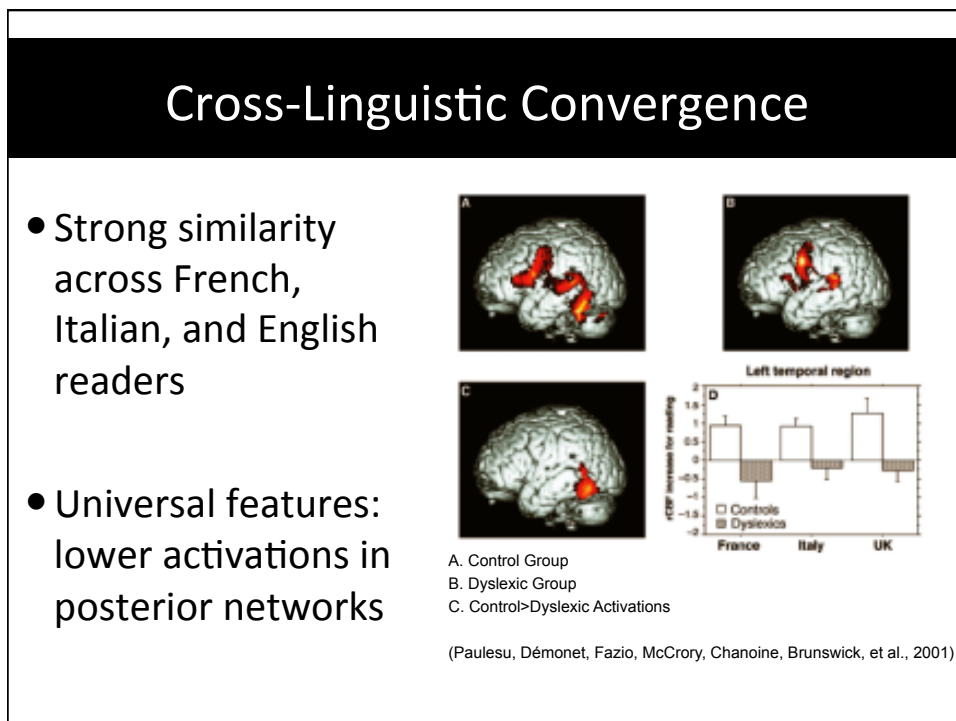 Cross-Linguistic Convergence
• Strong similarity
across French,
Italian, and English
readers
• Universal features:
lower activations in
posterior networks
A
B
C
Left temporal region
D
rCBF increase for reading
2
1.5
1
0.5
0
-0.5
-1
-1.5
-2
Controls
Dyslexics
France Italy UK
A. Control Group
B. Dyslexic Group
C. Control>Dyslexic Activations
(Paulesu, Démonet, Fazio, McCrory, Chanoine, Brunswick, et al., 2001)